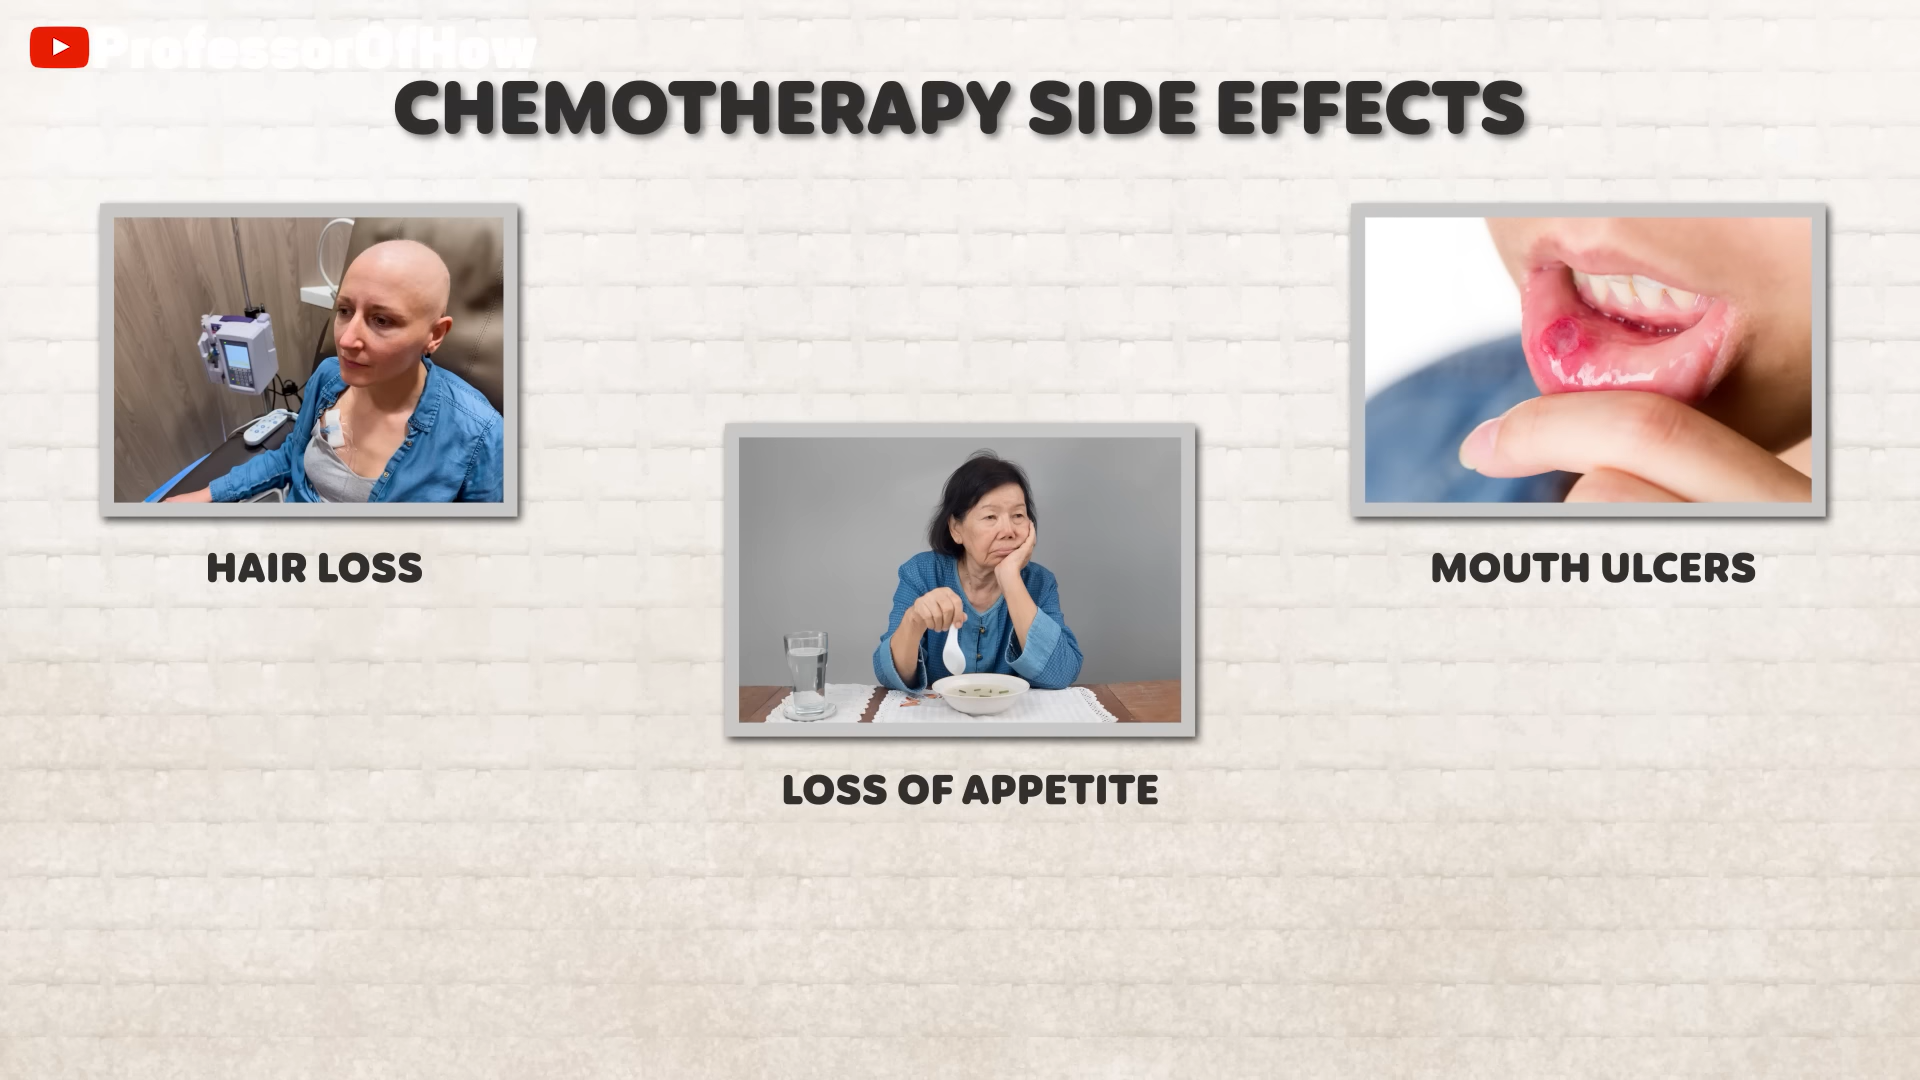 ProfessorOfHow
CHEMOTHERAPY SIDE EFFECTS
HAIR LOSS
MOUTH ULCERS
LOSS OF APPETITE